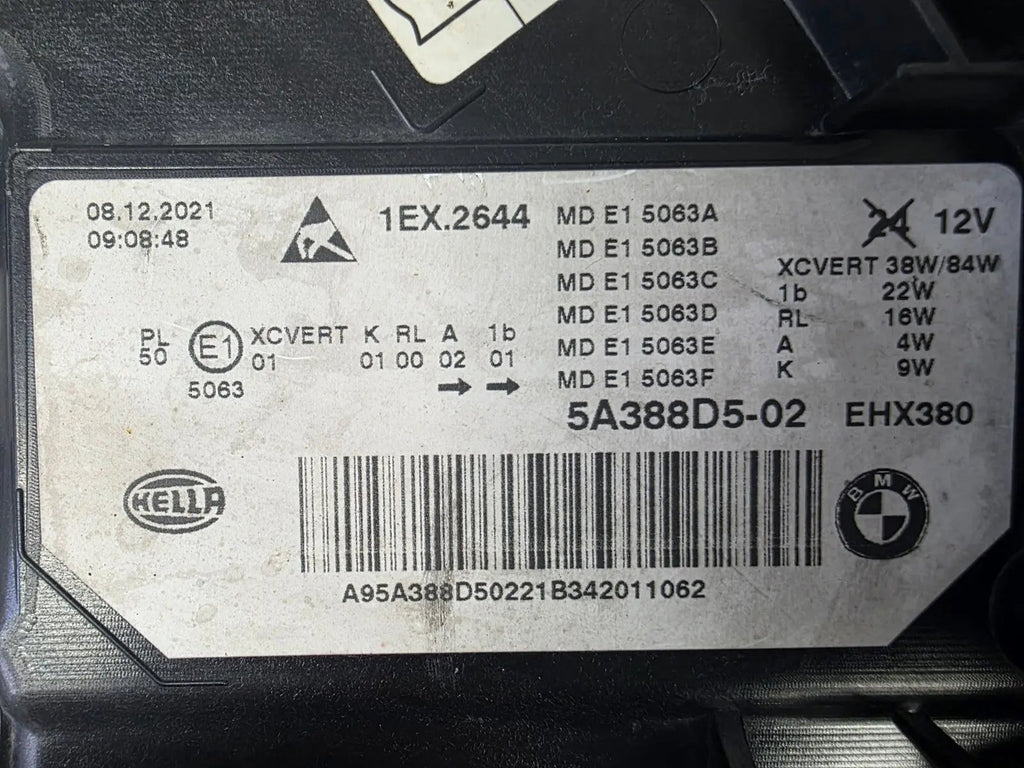 08.12.2021
09:08:48
1EX.2644
MD E1 5063A
MD E1 5063B
MD E1 5063C
MD E1 5063D
MD E1 5063E
MD E1 5063F
24 12V
XCVERT 38W/84W
1b 22W
RL 16W
A 4W
K 9W
PL
50
E1
5063
XCVERT K RL A 1b
01 01 00 02 01
5A388D5-02 EHX380
HELLA
BMW
A95A388D50221B342011062